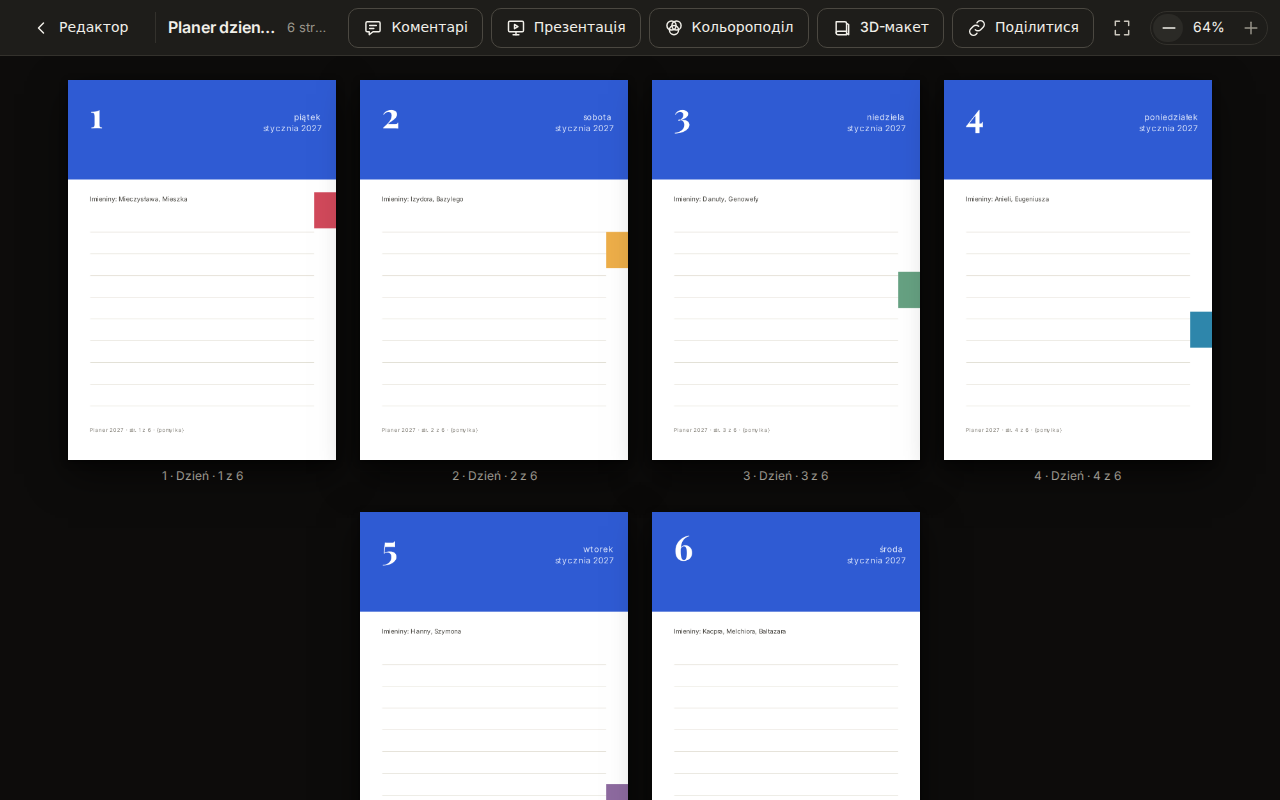 Редактор
Planer dzien...
6 str...
Коментарі
Презентація
Кольороподіл
3D-макет
Поділитися
64%
1
piątek
stycznia 2027
Imieniny: Mieczysława, Mieszka
Planer 2027 · str. 1 z 6 · (pomyłka)
1 · Dzień · 1 z 6
2
sobota
stycznia 2027
Imieniny: Izydora, Bazylego
Planer 2027 · str. 2 z 6 · (pomyłka)
2 · Dzień · 2 z 6
3
niedziela
stycznia 2027
Imieniny: Danuty, Genowefy
Planer 2027 · str. 3 z 6 · (pomyłka)
3 · Dzień · 3 z 6
4
poniedziałek
stycznia 2027
Imieniny: Anieli, Eugeniusza
Planer 2027 · str. 4 z 6 · (pomyłka)
4 · Dzień · 4 z 6
5
wtorek
stycznia 2027
Imieniny: Hanny, Szymona
6
środa
stycznia 2027
Imieniny: Kacpra, Melchiora, Baltazara